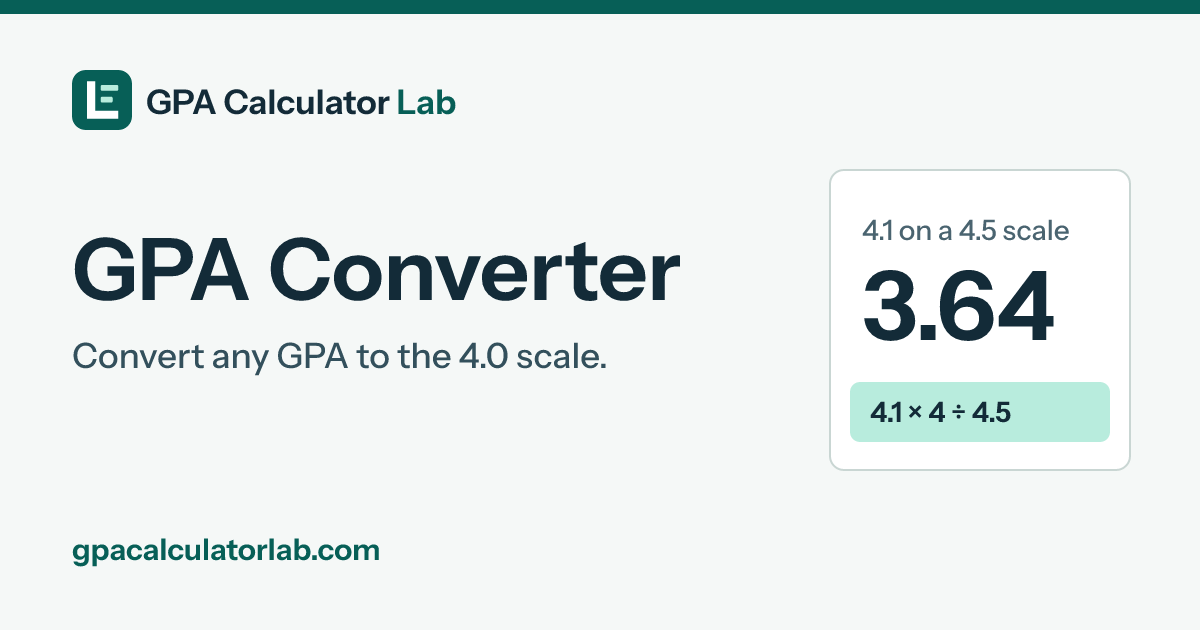 GPA Calculator Lab
GPA Converter
Convert any GPA to the 4.0 scale.
4.1 on a 4.5 scale
3.64
4.1 × 4 ÷ 4.5
gpacalculatorlab.com